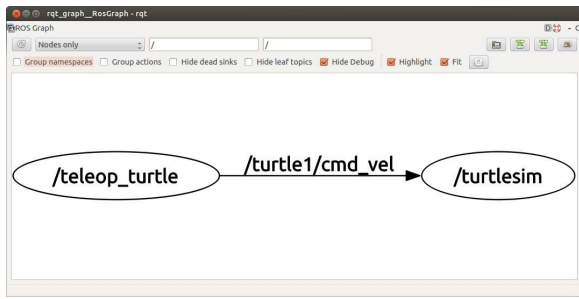 rqt_graph__RosGraph - rqt
ROS Graph
Nodes only / /
Group namespaces Group actions Hide dead sinks Hide leaf topics Hide Debug Highlight Fit
/teleop_turtle /turtle1/cmd_vel /turtlesim